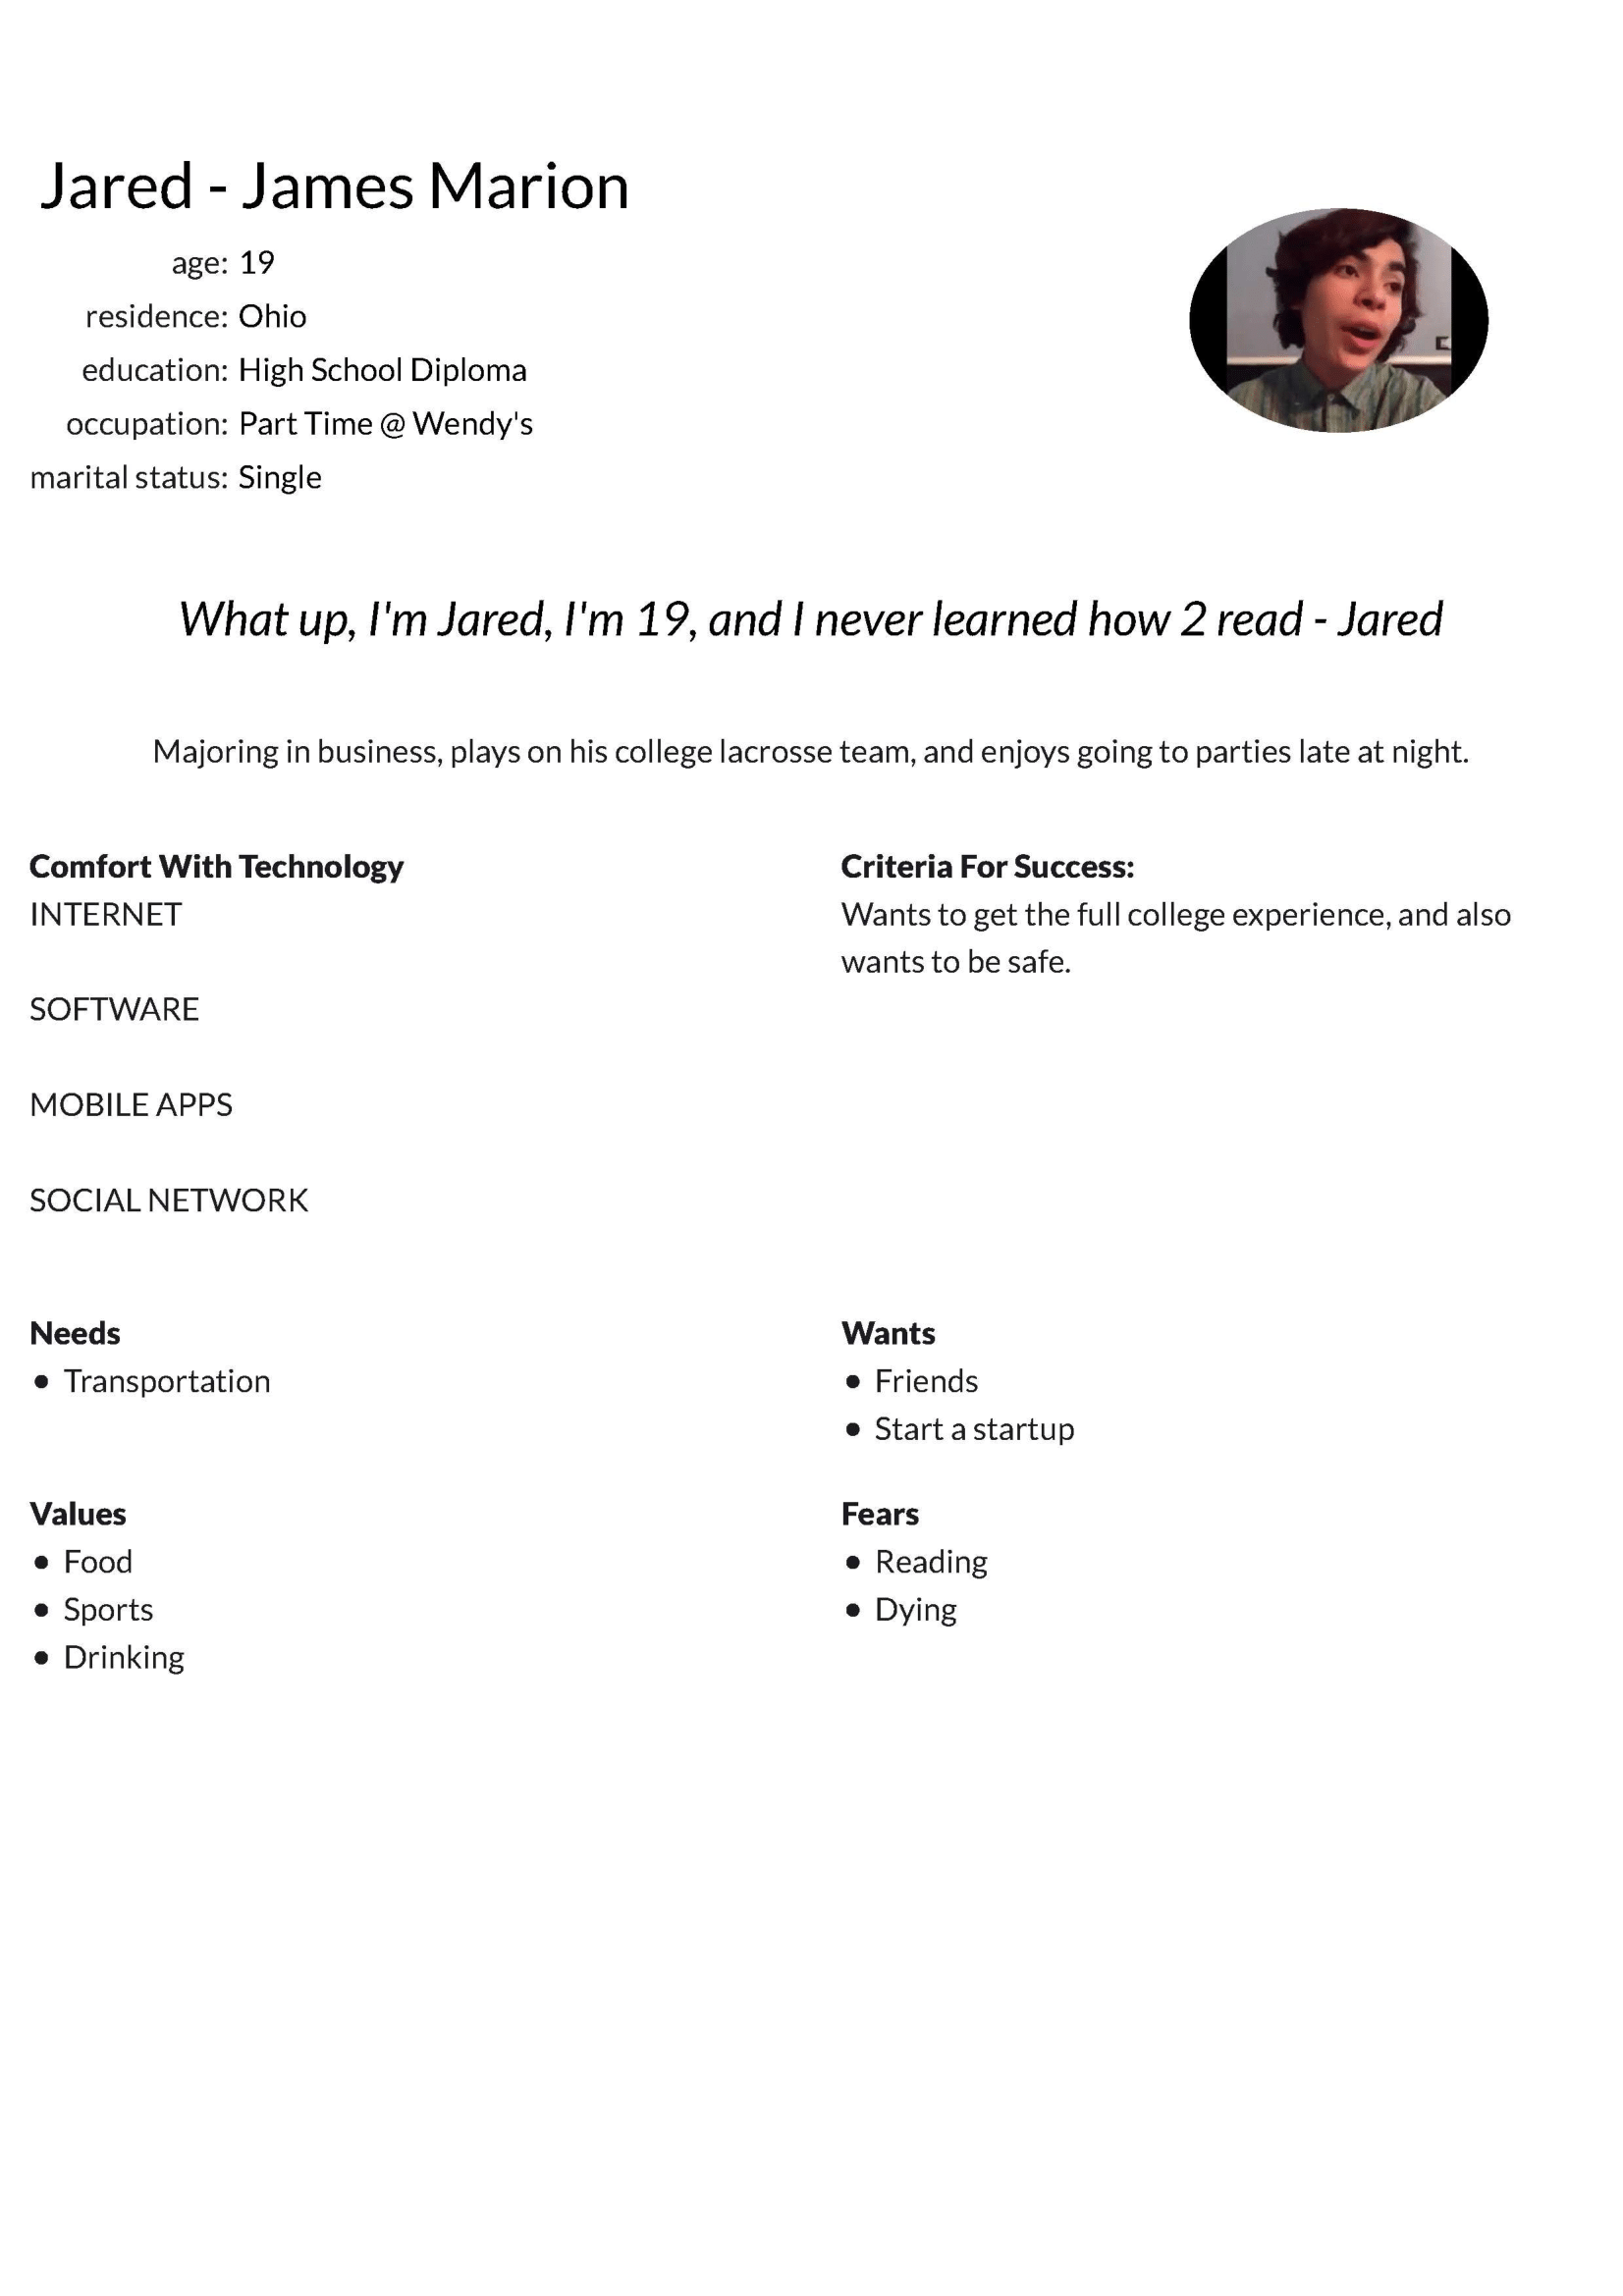 Jared - James Marion
age: 19
residence: Ohio
education: High School Diploma
occupation: Part Time @ Wendy's
marital status: Single
What up, I'm Jared, I'm 19, and I never learned how 2 read - Jared
Majoring in business, plays on his college lacrosse team, and enjoys going to parties late at night.
Comfort With Technology
INTERNET
SOFTWARE
MOBILE APPS
SOCIAL NETWORK
Criteria For Success:
Wants to get the full college experience, and also
wants to be safe.
Needs
• Transportation
Wants
• Friends
• Start a startup
Values
• Food
• Sports
• Drinking
Fears
• Reading
• Dying